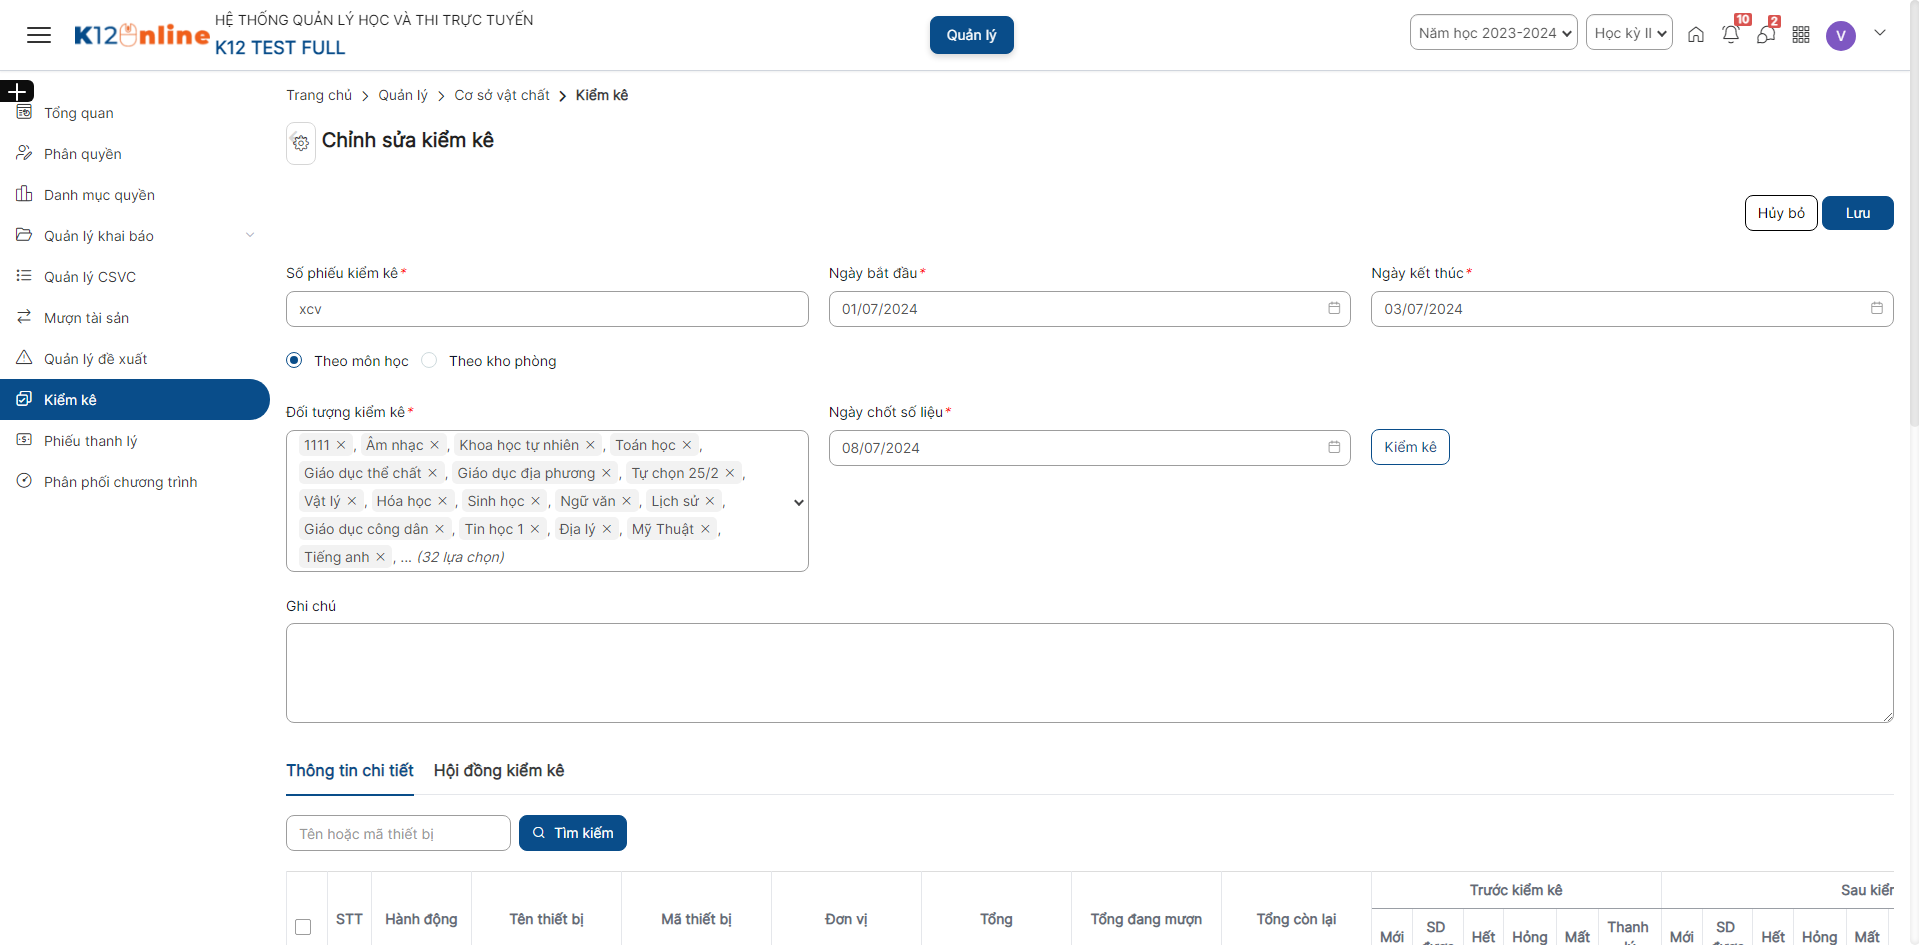 K12Online
HỆ THỐNG QUẢN LÝ HỌC VÀ THI TRỰC TUYẾN
K12 TEST FULL
Quản lý
Năm học 2023-2024
Học kỳ II
10
2
V
Tổng quan
Phân quyền
Danh mục quyền
Quản lý khai báo
Quản lý CSVC
Mượn tài sản
Quản lý đề xuất
Kiểm kê
Phiếu thanh lý
Phân phối chương trình
Trang chủ > Quản lý > Cơ sở vật chất > Kiểm kê
Chỉnh sửa kiểm kê
Hủy bỏ
Lưu
Số phiếu kiểm kê*
Ngày bắt đầu*
Ngày kết thúc*
xcv
01/07/2024
03/07/2024
Theo môn học
Theo kho phòng
Đối tượng kiểm kê*
Ngày chốt số liệu*
1111 ×, Âm nhạc ×, Khoa học tự nhiên ×, Toán học ×,
Giáo dục thể chất ×, Giáo dục địa phương ×, Tự chọn 25/2 ×,
Vật lý ×, Hóa học ×, Sinh học ×, Ngữ văn ×, Lịch sử ×,
Giáo dục công dân ×, Tin học 1 ×, Địa lý ×, Mỹ Thuật ×,
Tiếng anh ×, ... (32 lựa chọn)
08/07/2024
Kiểm kê
Ghi chú
Thông tin chi tiết
Hội đồng kiểm kê
Tên hoặc mã thiết bị
Tìm kiếm
STT
Hành động
Tên thiết bị
Mã thiết bị
Đơn vị
Tổng
Tổng đang mượn
Tổng còn lại
Trước kiểm kê
Sau kiểm
Mới
SD
Hết
Hỏng
Mất
Thanh
Mới
SD
Hết
Hỏng
Mất